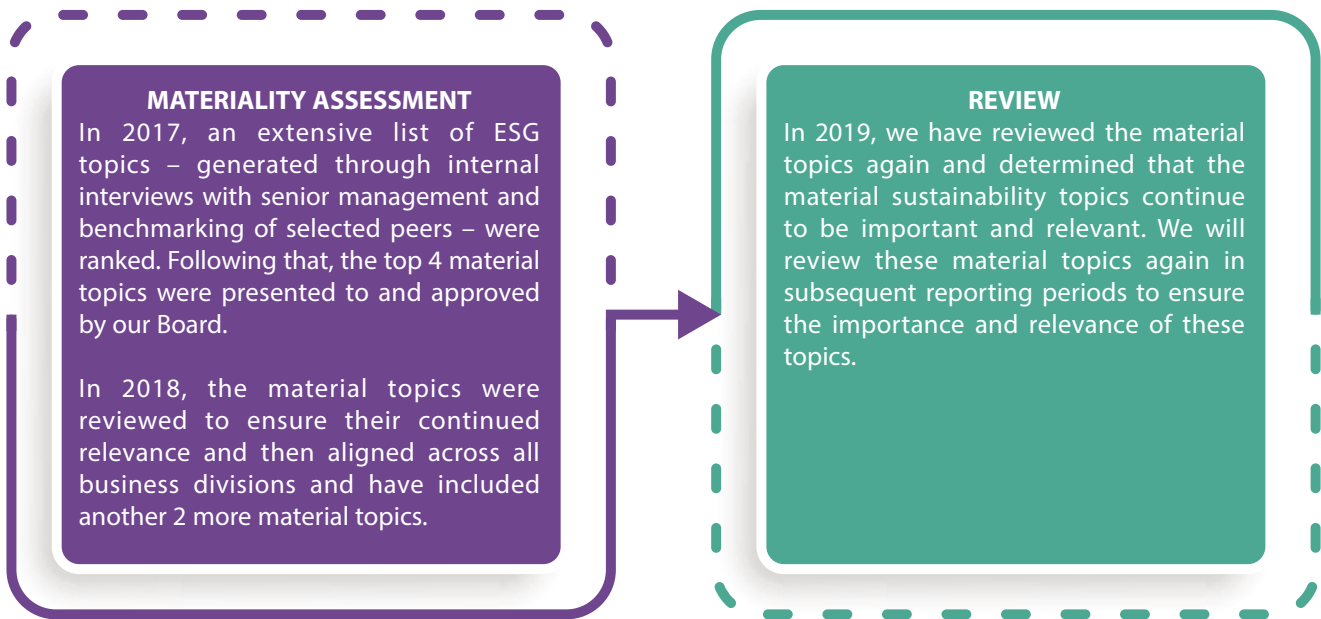 MATERIALITY ASSESSMENT
In 2017, an extensive list of ESG
topics – generated through internal
interviews with senior management and
benchmarking of selected peers – were
ranked. Following that, the top 4 material
topics were presented to and approved
by our Board.
In 2018, the material topics were
reviewed to ensure their continued
relevance and then aligned across all
business divisions and have included
another 2 more material topics.
REVIEW
In 2019, we have reviewed the material
topics again and determined that the
material sustainability topics continue
to be important and relevant. We will
review these material topics again in
subsequent reporting periods to ensure
the importance and relevance of these
topics.